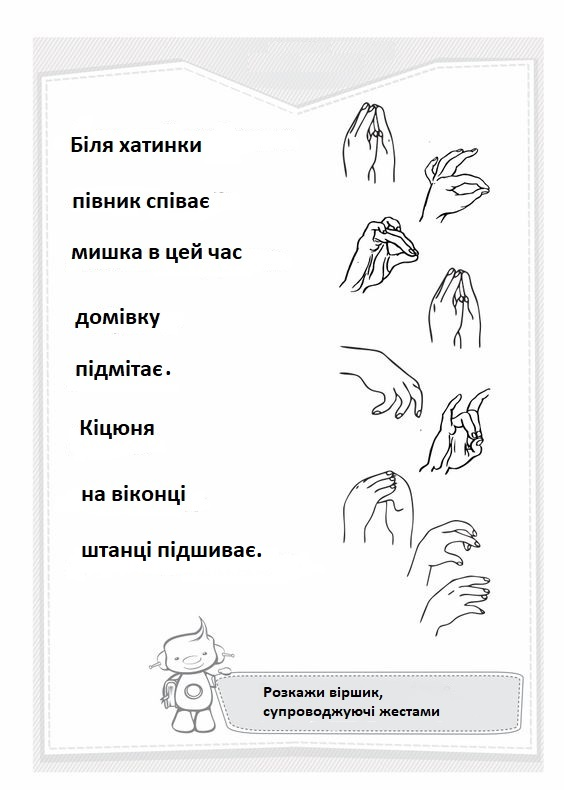 Біля хатинки
півник співає
мишка в цей час
домівку
підмітає.
Кіцюня
на віконці
штанці підшиває.
Розкажи віршик,
супроводжуючі жестами